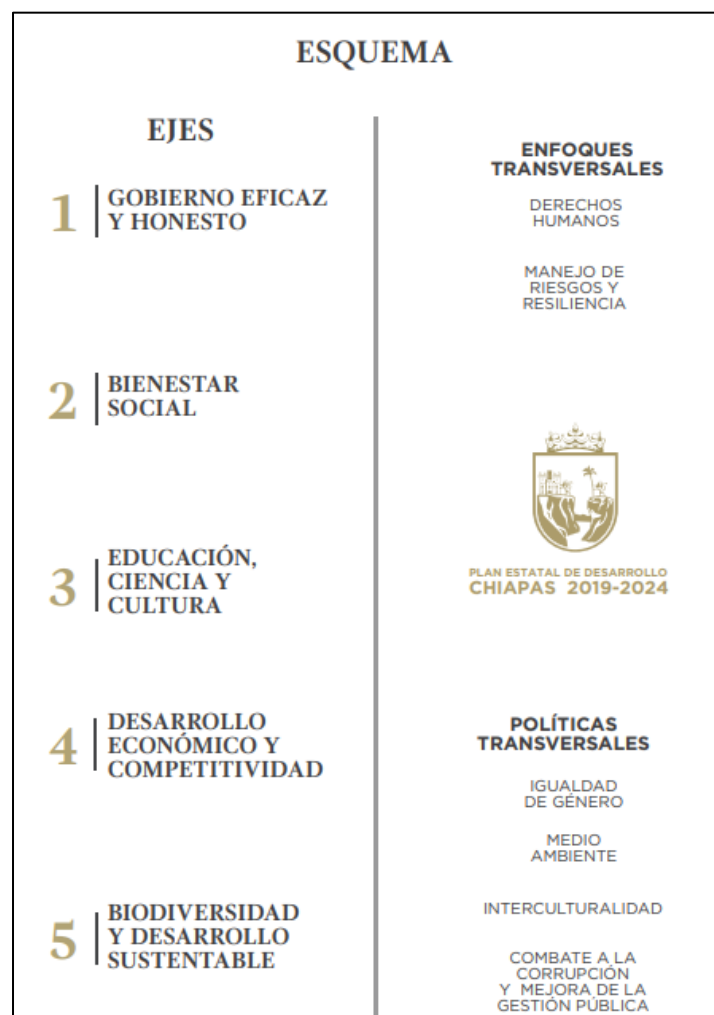 ESQUEMA
EJES
1
GOBIERNO EFICAZ
Y HONESTO
2
BIENESTAR
SOCIAL
3
EDUCACIÓN,
CIENCIA Y
CULTURA
4
DESARROLLO
ECONÓMICO Y
COMPETITIVIDAD
5
BIODIVERSIDAD
Y DESARROLLO
SUSTENTABLE
ENFOQUES
TRANSVERSALES
DERECHOS
HUMANOS
MANEJO DE
RIESGOS Y
RESILIENCIA
PLAN ESTATAL DE DESARROLLO
CHIAPAS 2019-2024
POLÍTICAS
TRANSVERSALES
IGUALDAD
DE GÉNERO
MEDIO
AMBIENTE
INTERCULTURALIDAD
COMBATE A LA
CORRUPCIÓN
Y MEJORA DE LA
GESTIÓN PÚBLICA